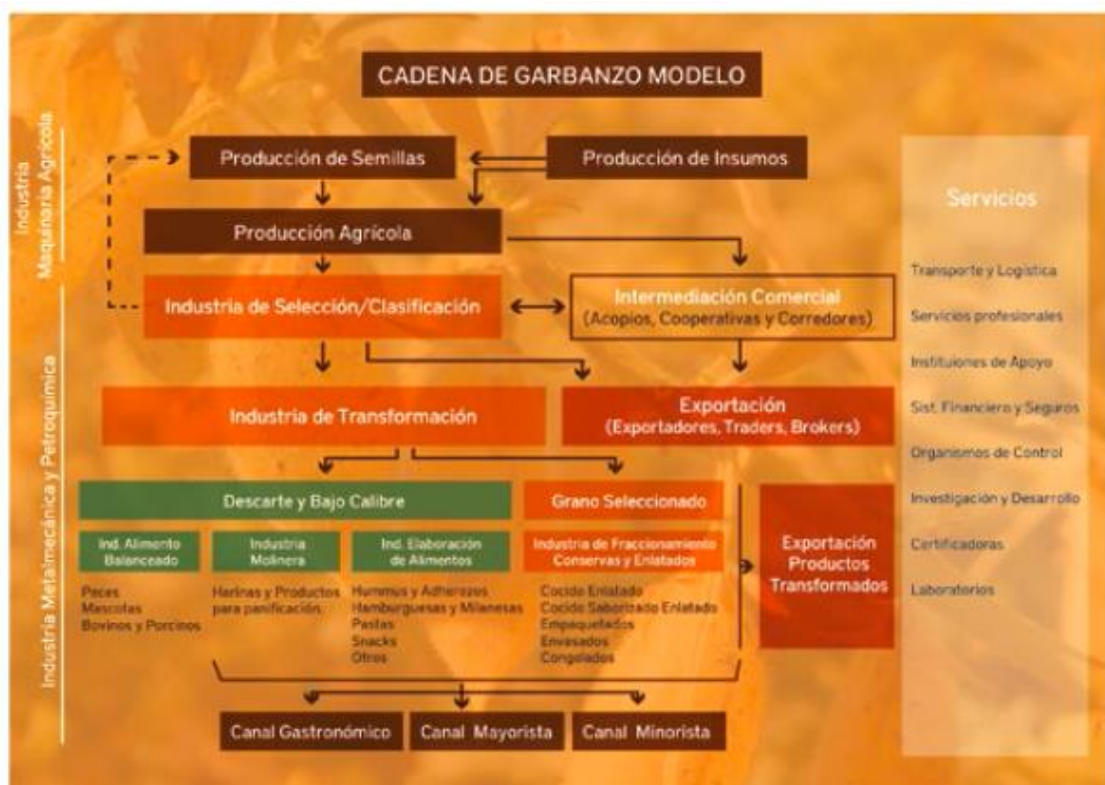 CADENA DE GARBANZO MODELO
Industria
Maquinaria Agrícola
Producción de Semillas
Producción de Insumos
Producción Agrícola
Industria de Selección/Clasificación
Intermediación Comercial
(Acopios, Cooperativas y Corredores)
Industria Metalmecánica y Petroquímica
Industria de Transformación
Exportación
(Exportadores, Traders, Brokers)
Descarte y Bajo Calibre
Grano Seleccionado
Ind. Alimento
Balanceado
Industria
Molinera
Ind. Elaboración
de Alimentos
Industria de Fraccionamiento
Conservas y Enlatados
Peces
Mascotas
Bovinos y Porcinos
Harinas y Productos
para panificación.
Hummus y Adherezos
Hamburguesas y Milanesas
Pastas
Snacks
Otros
Cocido Enlatado
Cocido Saborizado Enlatado
Empaquetados
Envasados
Congelados
Exportación
Productos
Transformados
Canal Gastronómico
Canal Mayorista
Canal Minorista
Servicios
Transporte y Logística
Servicios profesionales
Instituiones de Apoyo
Sist. Financiero y Seguros
Organismos de Control
Investigación y Desarrollo
Certificadoras
Laboratorios